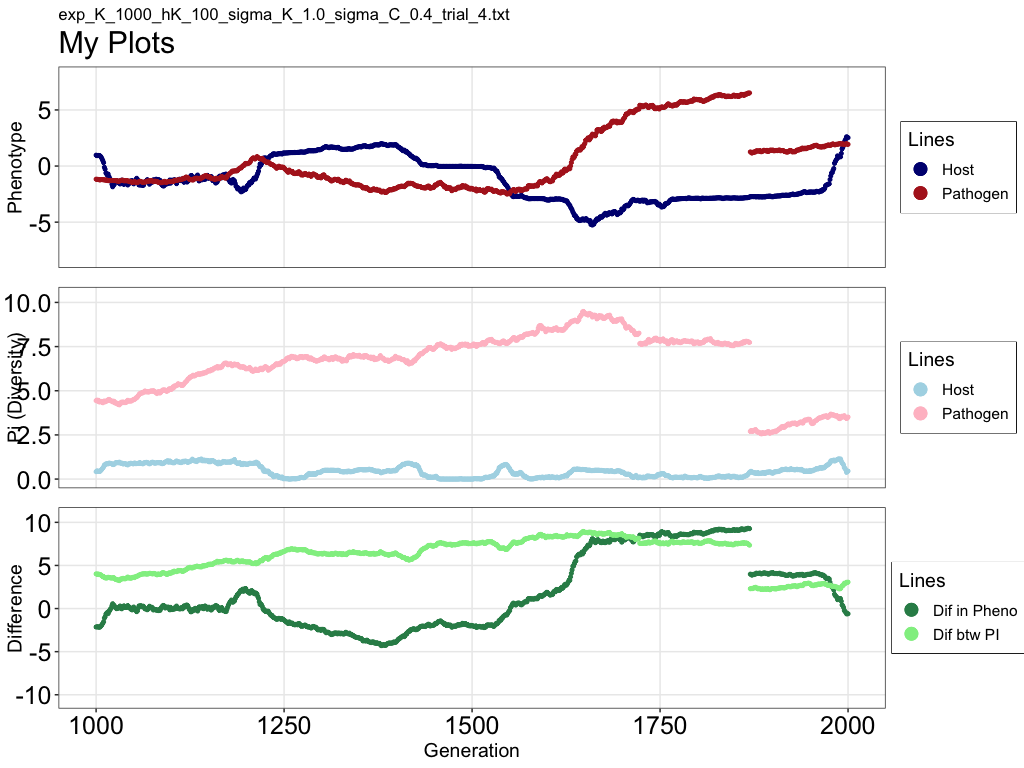 exp_K_1000_hK_100_sigma_K_1.0_sigma_C_0.4_trial_4.txt
My Plots
Phenotype
5
0
-5
Lines
Host
Pathogen
Pi (Diversity)
10.0
7.5
5.0
2.5
0.0
Lines
Host
Pathogen
Difference
10
5
0
-5
-10
Lines
Dif in Pheno
Dif btw PI
1000 1250 1500 1750 2000
Generation